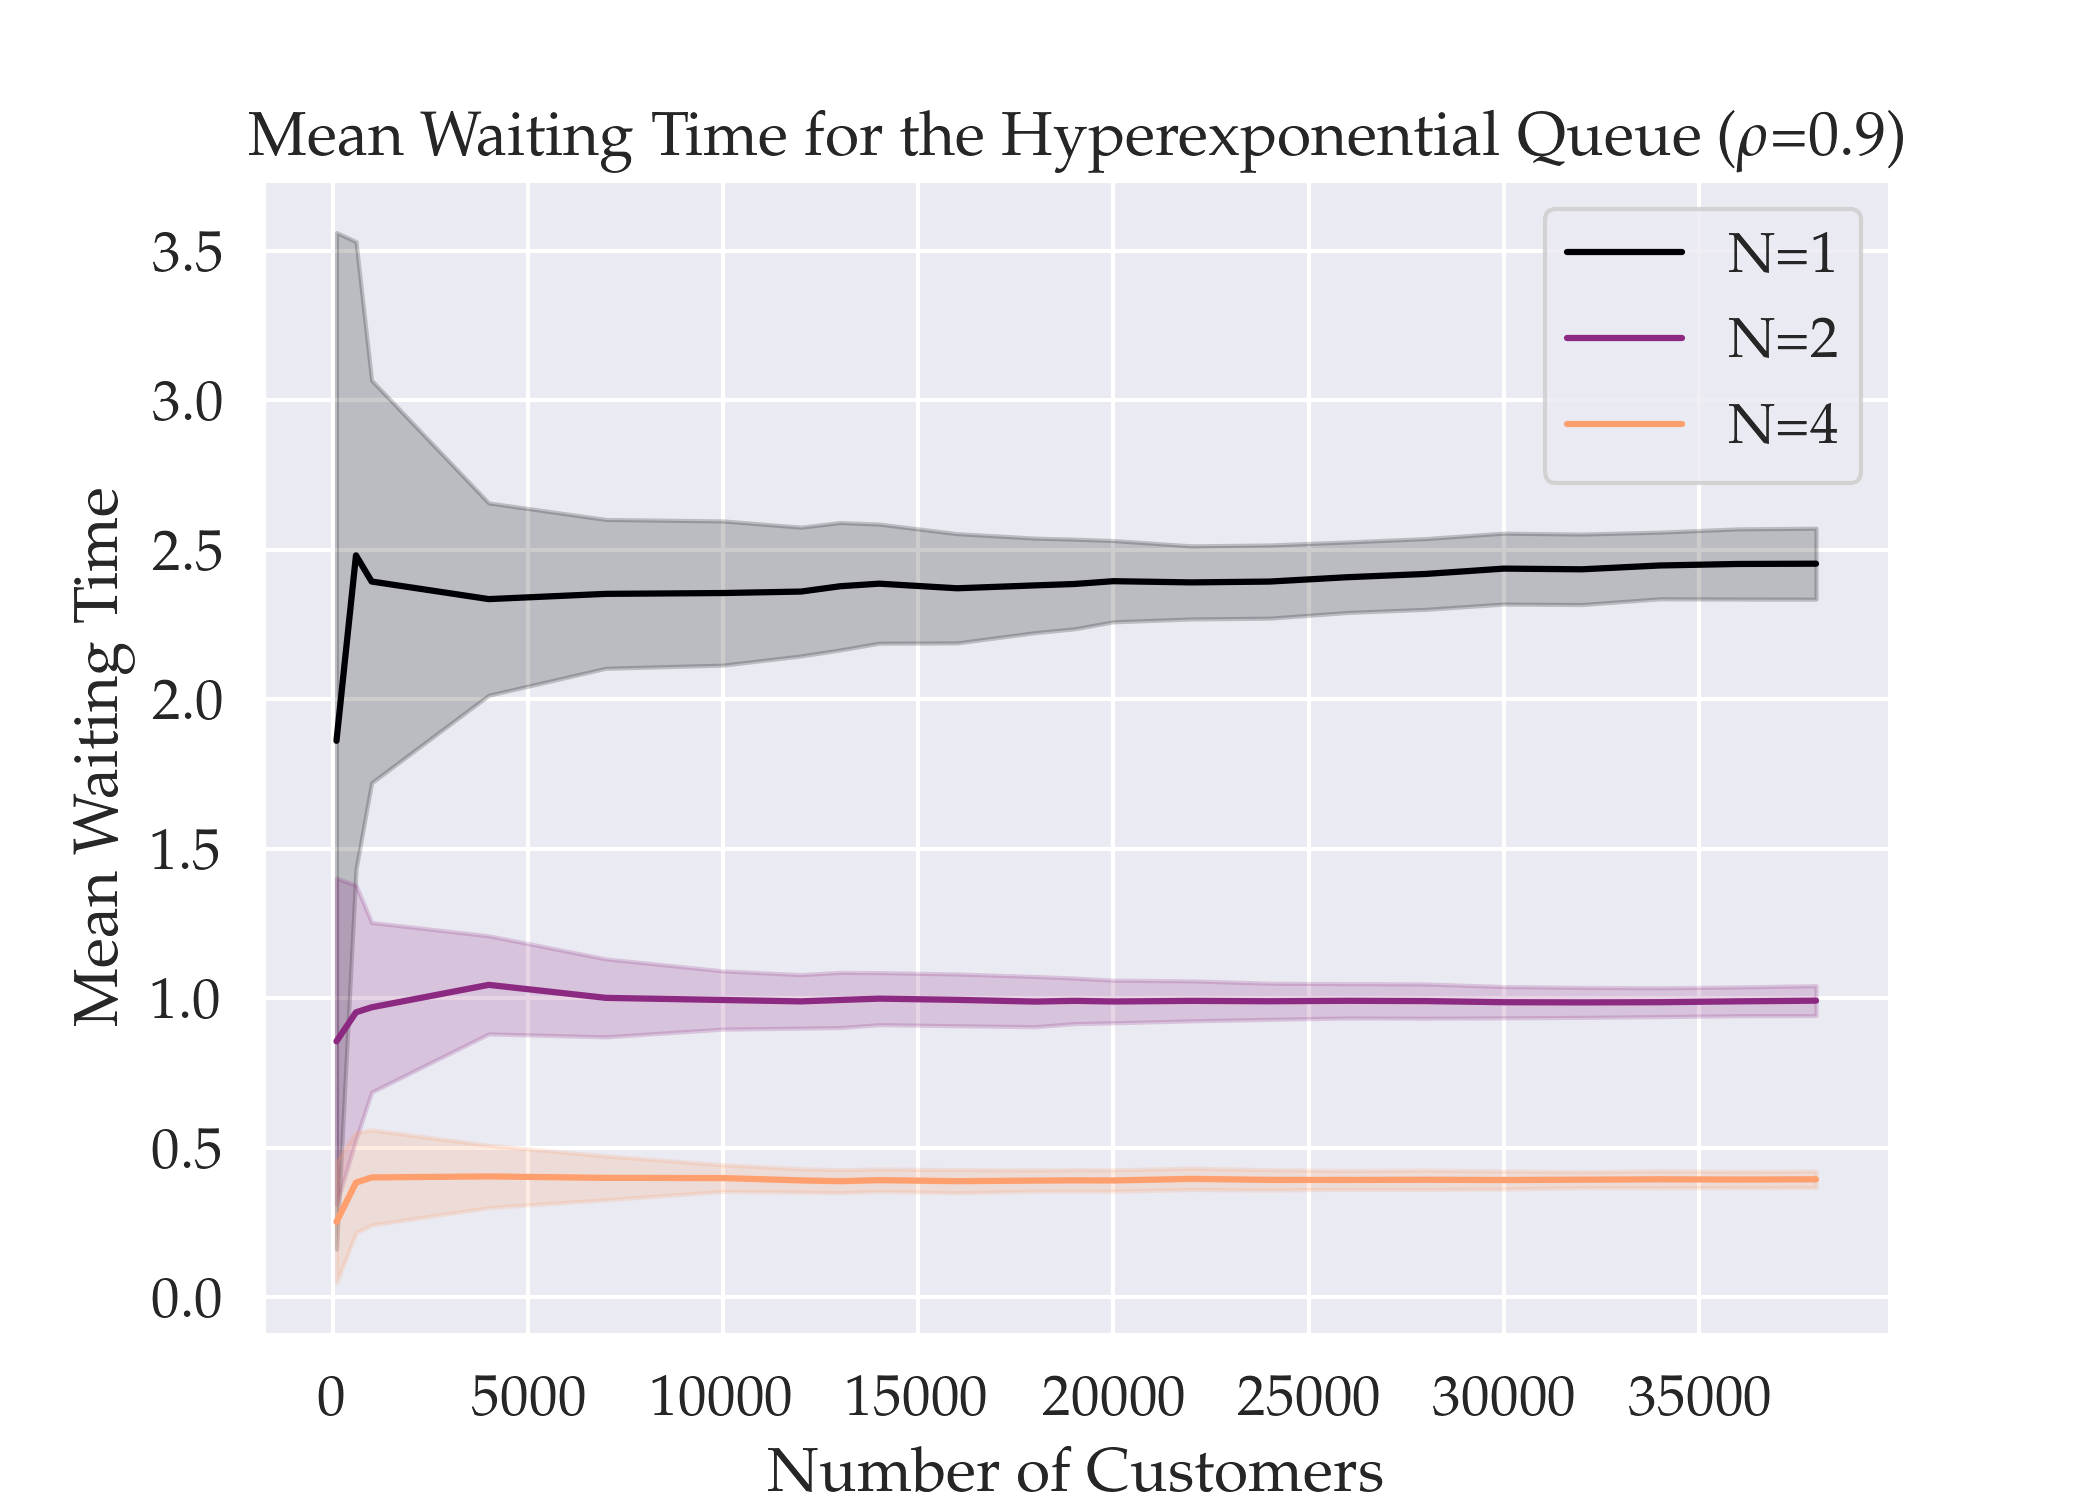 Mean Waiting Time for the Hyperexponential Queue (ρ=0.9)
N=1
N=2
N=4
Mean Waiting Time
3.5
3.0
2.5
2.0
1.5
1.0
0.5
0.0
0 5000 10000 15000 20000 25000 30000 35000
Number of Customers